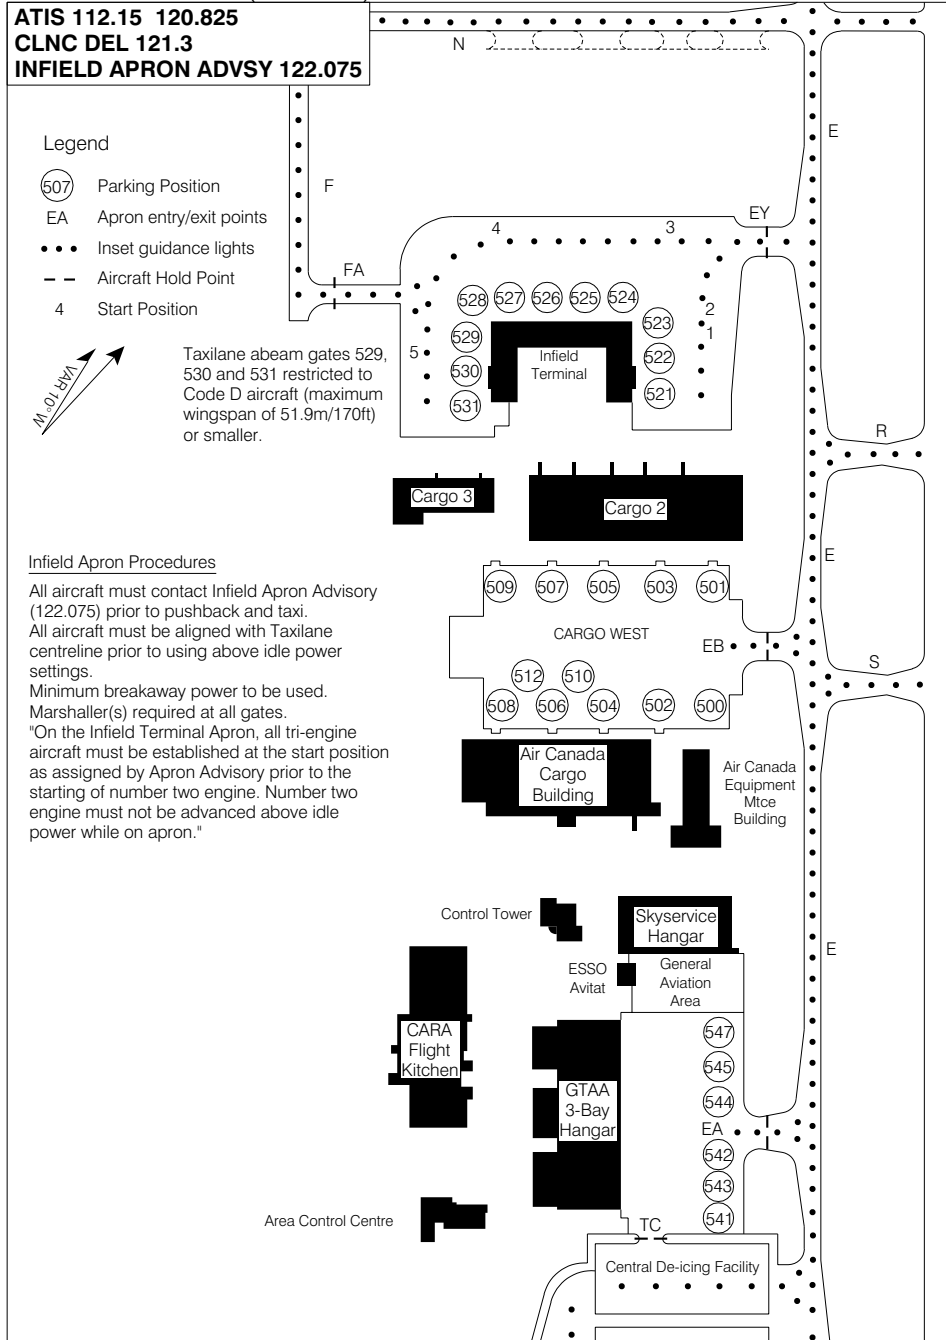 ATIS 112.15 120.825
CLNC DEL 121.3
INFIELD APRON ADVSY 122.075
N
E
Legend
507 Parking Position
EA Apron entry/exit points
Inset guidance lights
Aircraft Hold Point
4 Start Position
F
FA
EY
4
3
2
1
5
VAR 10° W
Taxilane abeam gates 529,
530 and 531 restricted to
Code D aircraft (maximum
wingspan of 51.9m/170ft)
or smaller.
528 527 526 525 524
523
529
522
530
521
531
Infield
Terminal
R
Cargo 3
Cargo 2
E
Infield Apron Procedures
All aircraft must contact Infield Apron Advisory
(122.075) prior to pushback and taxi.
All aircraft must be aligned with Taxilane
centreline prior to using above idle power
settings.
Minimum breakaway power to be used.
Marshaller(s) required at all gates.
"On the Infield Terminal Apron, all tri-engine
aircraft must be established at the start position
as assigned by Apron Advisory prior to the
starting of number two engine. Number two
engine must not be advanced above idle
power while on apron."
509 507 505 503 501
CARGO WEST
EB
S
512 510
508 506 504 502 500
Air Canada
Cargo
Building
Air Canada
Equipment
Mtce
Building
Control Tower
Skyservice
Hangar
E
ESSO
Avitat
General
Aviation
Area
CARA
Flight
Kitchen
547
545
544
GTAA
3-Bay
Hangar
EA
542
543
541
Area Control Centre
TC
Central De-icing Facility